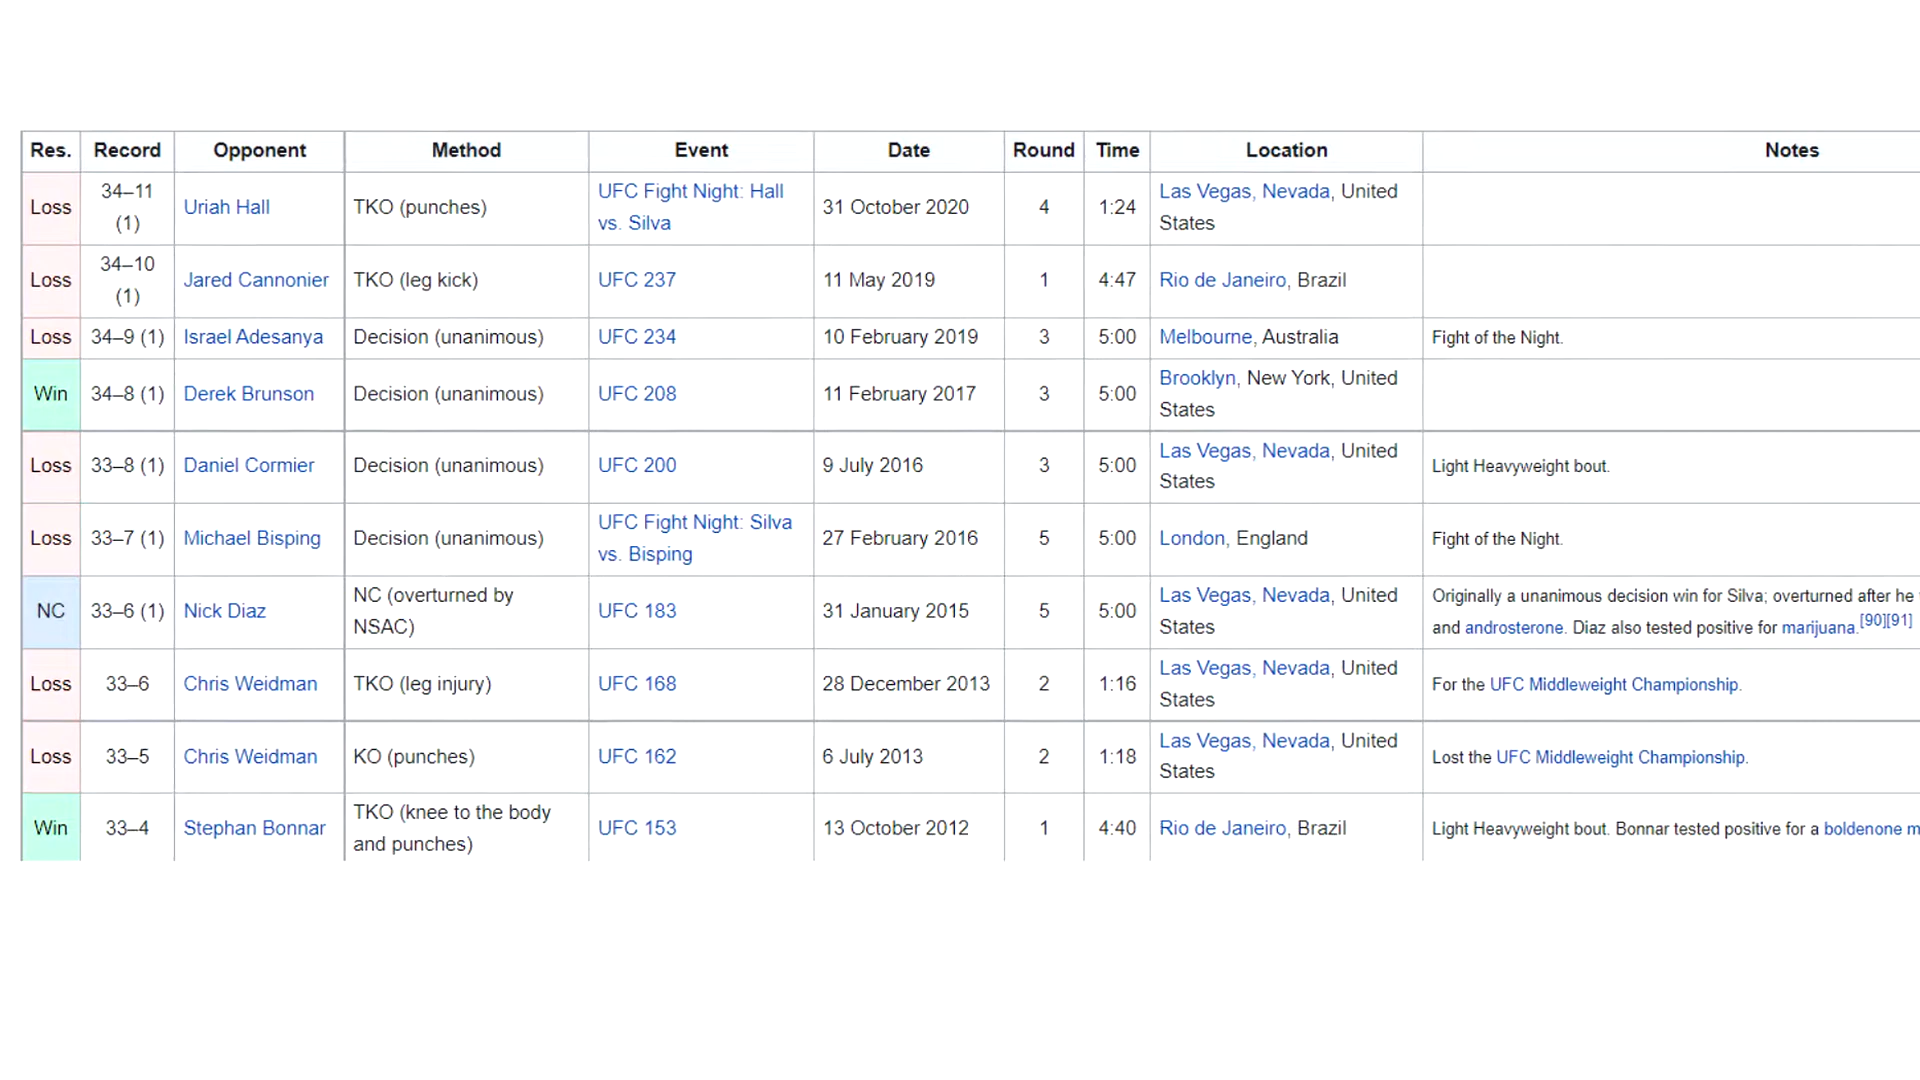 Res. Record Opponent Method Event Date Round Time Location Notes
Loss 34–11 (1) Uriah Hall TKO (punches) UFC Fight Night: Hall vs. Silva 31 October 2020 4 1:24 Las Vegas, Nevada, United States
Loss 34–10 (1) Jared Cannonier TKO (leg kick) UFC 237 11 May 2019 1 4:47 Rio de Janeiro, Brazil
Loss 34–9 (1) Israel Adesanya Decision (unanimous) UFC 234 10 February 2019 3 5:00 Melbourne, Australia Fight of the Night.
Win 34–8 (1) Derek Brunson Decision (unanimous) UFC 208 11 February 2017 3 5:00 Brooklyn, New York, United States
Loss 33–8 (1) Daniel Cormier Decision (unanimous) UFC 200 9 July 2016 3 5:00 Las Vegas, Nevada, United States Light Heavyweight bout.
Loss 33–7 (1) Michael Bisping Decision (unanimous) UFC Fight Night: Silva vs. Bisping 27 February 2016 5 5:00 London, England Fight of the Night.
NC 33–6 (1) Nick Diaz NC (overturned by NSAC) UFC 183 31 January 2015 5 5:00 Las Vegas, Nevada, United States Originally a unanimous decision win for Silva; overturned after he and androsterone. Diaz also tested positive for marijuana.[90][91]
Loss 33–6 Chris Weidman TKO (leg injury) UFC 168 28 December 2013 2 1:16 Las Vegas, Nevada, United States For the UFC Middleweight Championship.
Loss 33–5 Chris Weidman KO (punches) UFC 162 6 July 2013 2 1:18 Las Vegas, Nevada, United States Lost the UFC Middleweight Championship.
Win 33–4 Stephan Bonnar TKO (knee to the body and punches) UFC 153 13 October 2012 1 4:40 Rio de Janeiro, Brazil Light Heavyweight bout. Bonnar tested positive for a boldenone m